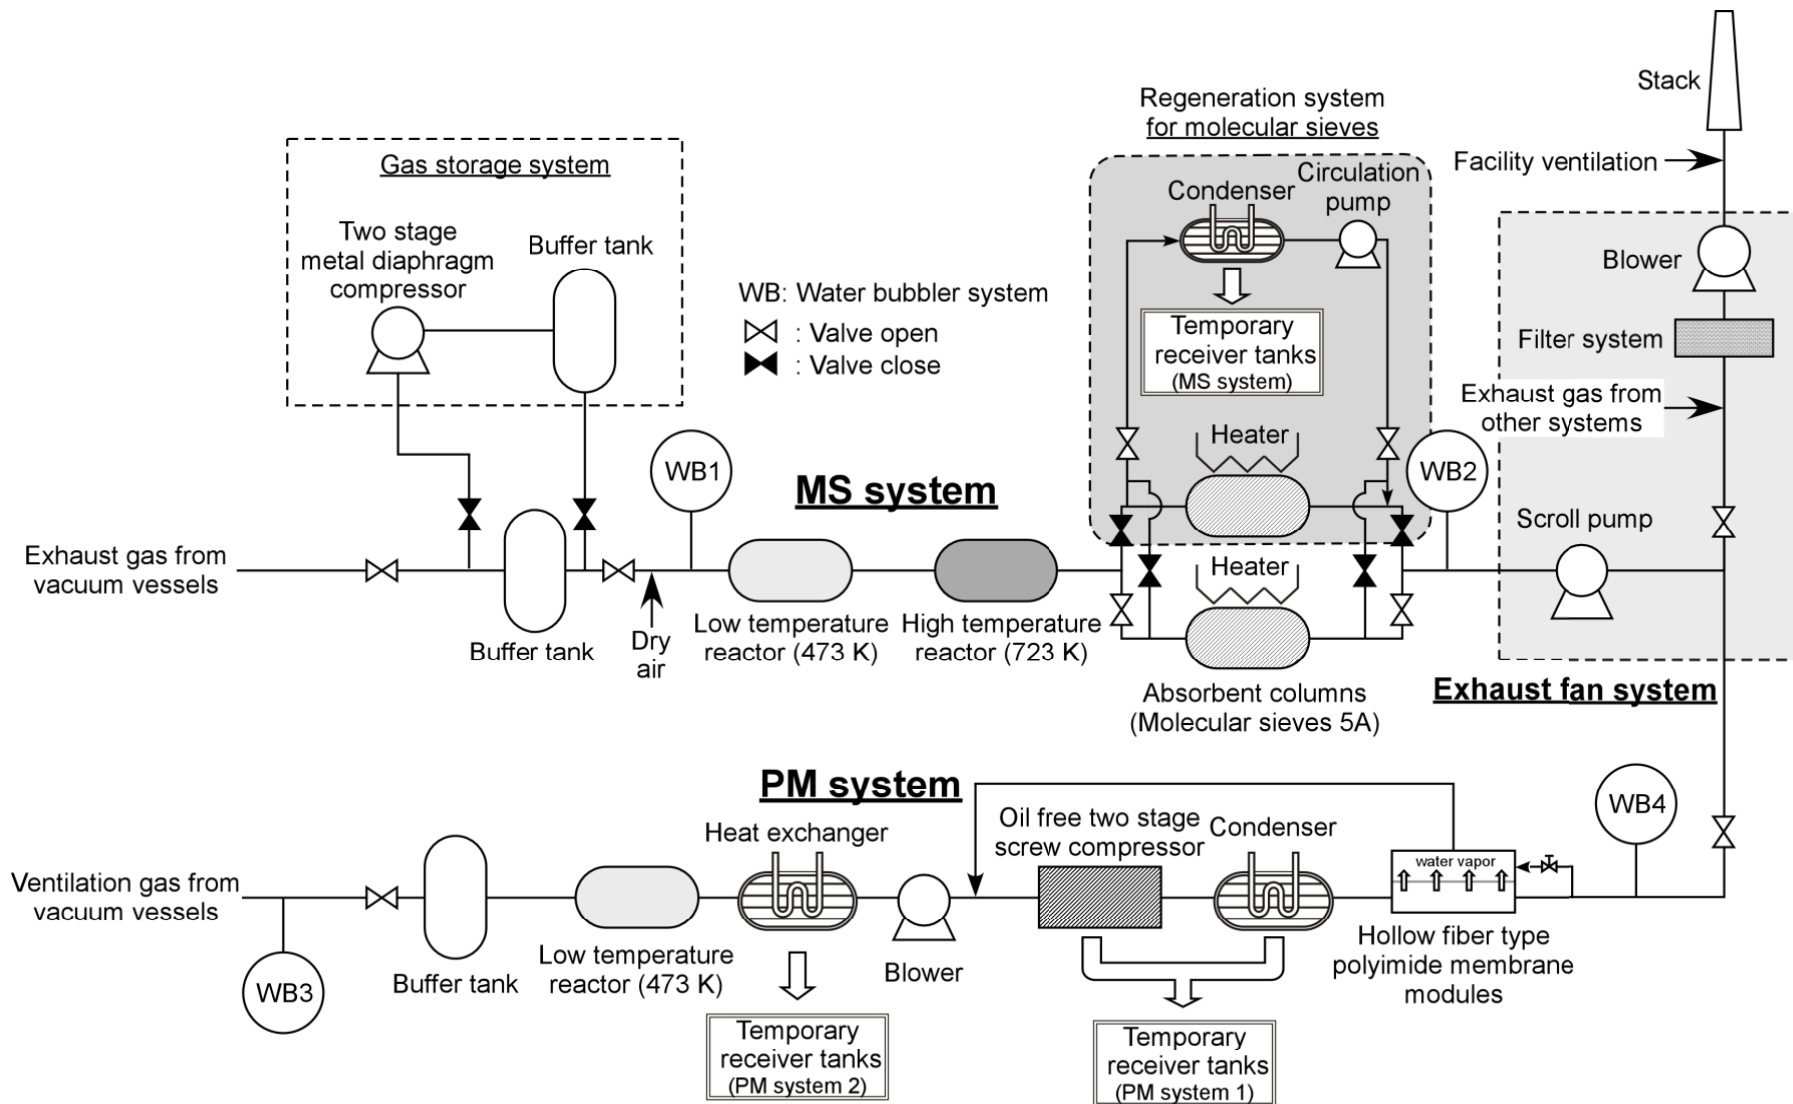 Stack
Regeneration system
for molecular sieves
Facility ventilation
Gas storage system
Condenser
Circulation
pump
Two stage
metal diaphragm
compressor
Buffer tank
Blower
WB: Water bubbler system
: Valve open
: Valve close
Temporary
receiver tanks
(MS system)
Filter system
Exhaust gas from
other systems
Heater
WB1
MS system
WB2
Scroll pump
Exhaust gas from
vacuum vessels
Heater
Buffer tank
Dry
air
Low temperature
reactor (473 K)
High temperature
reactor (723 K)
Absorbent columns
(Molecular sieves 5A)
Exhaust fan system
PM system
Heat exchanger
Oil free two stage
screw compressor
Condenser
WB4
water vapor
Ventilation gas from
vacuum vessels
WB3
Buffer tank
Low temperature
reactor (473 K)
Blower
Hollow fiber type
polyimide membrane
modules
Temporary
receiver tanks
(PM system 2)
Temporary
receiver tanks
(PM system 1)